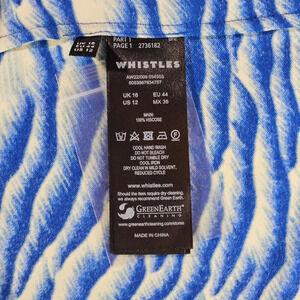 UK 16
EU 44
US 12
PART 1
PAGE 1 2736182
WHISTLES
UK 16 EU 44
US 12 MX 36
MAIN
100% VISCOSE
COOL HAND WASH
DO NOT BLEACH
DO NOT TUMBLE DRY
COOL IRON
DRY CLEAN IN MILD SOLVENT,
REDUCED CYCLE
www.whistles.com
Should the item require dry cleaning,
we always recommend Green Earth.
GREENEARTH
CLEANING
www.greenearthcleaning.com/stores
MADE IN CHINA